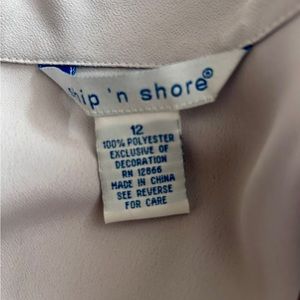 ship 'n shore®
12
100% POLYESTER
EXCLUSIVE OF
DECORATION
RN 12866
MADE IN CHINA
SEE REVERSE
FOR CARE